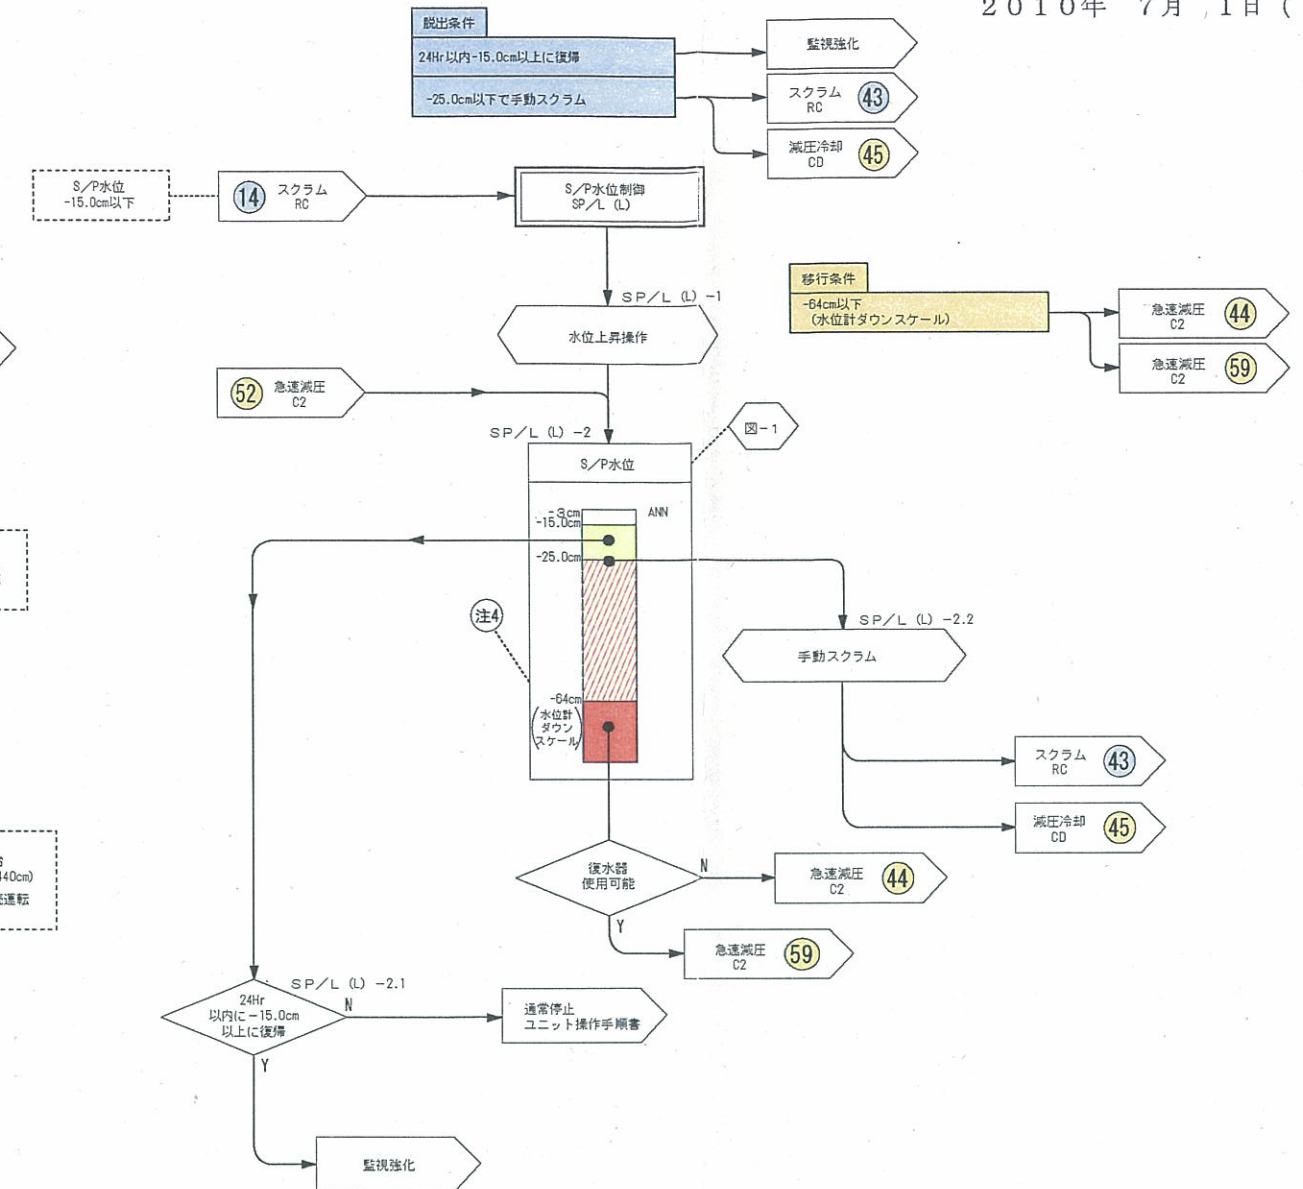 2010年 7月 1日(
脱出条件
24Hr以内-15.0cm以上に復帰
-25.0cm以下で手動スクラム
監視強化
スクラム
RC
43
減圧冷却
CD
45
S/P水位
-15.0cm以下
14
スクラム
RC
S/P水位制御
SP/L (L)
移行条件
-64cm以下
(水位計ダウンスケール)
急速減圧
C2
44
急速減圧
C2
59
SP/L (L) -1
水位上昇操作
52
急速減圧
C2
SP/L (L) -2
図-1
S/P水位
-3cm
ANN
-15.0cm
-25.0cm
注4
SP/L (L) -2.2
手動スクラム
-64cm
(水位計
ダウン
スケール)
スクラム
RC
43
減圧冷却
CD
45
40cm)
運転
復水器
使用可能
N
急速減圧
C2
44
Y
急速減圧
C2
59
SP/L (L) -2.1
24Hr
以内に-15.0cm
以上に復帰
N
通常停止
ユニット操作手順書
Y
監視強化